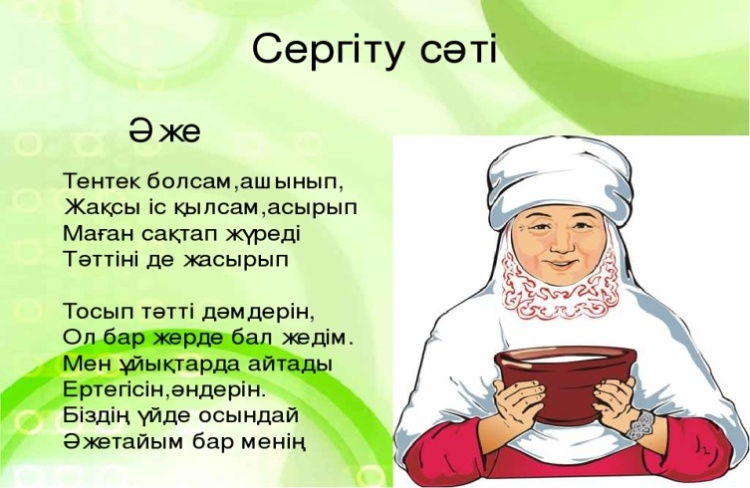 Сергіту сәті
Әже
Тентек болсам,ашынып,
Жақсы іс қылсам,асырып
Маған сақтап жүреді
Тәттіні де жасырып
Тосып тәтті дәмдерін,
Ол бар жерде бал жедім.
Мен ұйықтарда айтады
Ертегісін,әндерін.
Біздің үйде осындай
Әжетайым бар менің